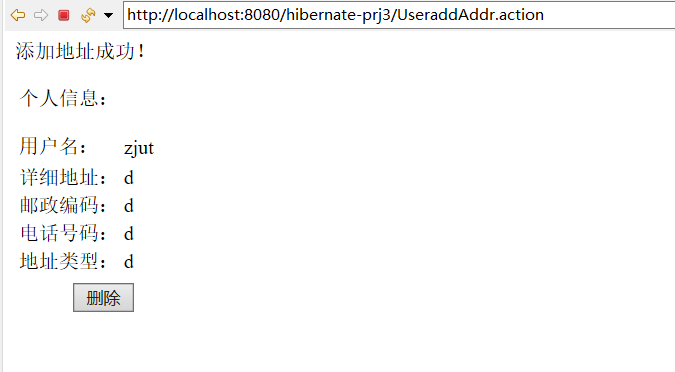 http://localhost:8080/hibernate-prj3/UseraddAddr.action
添加地址成功!
个人信息:
用户名: zjut
详细地址: d
邮政编码: d
电话号码: d
地址类型: d
删除